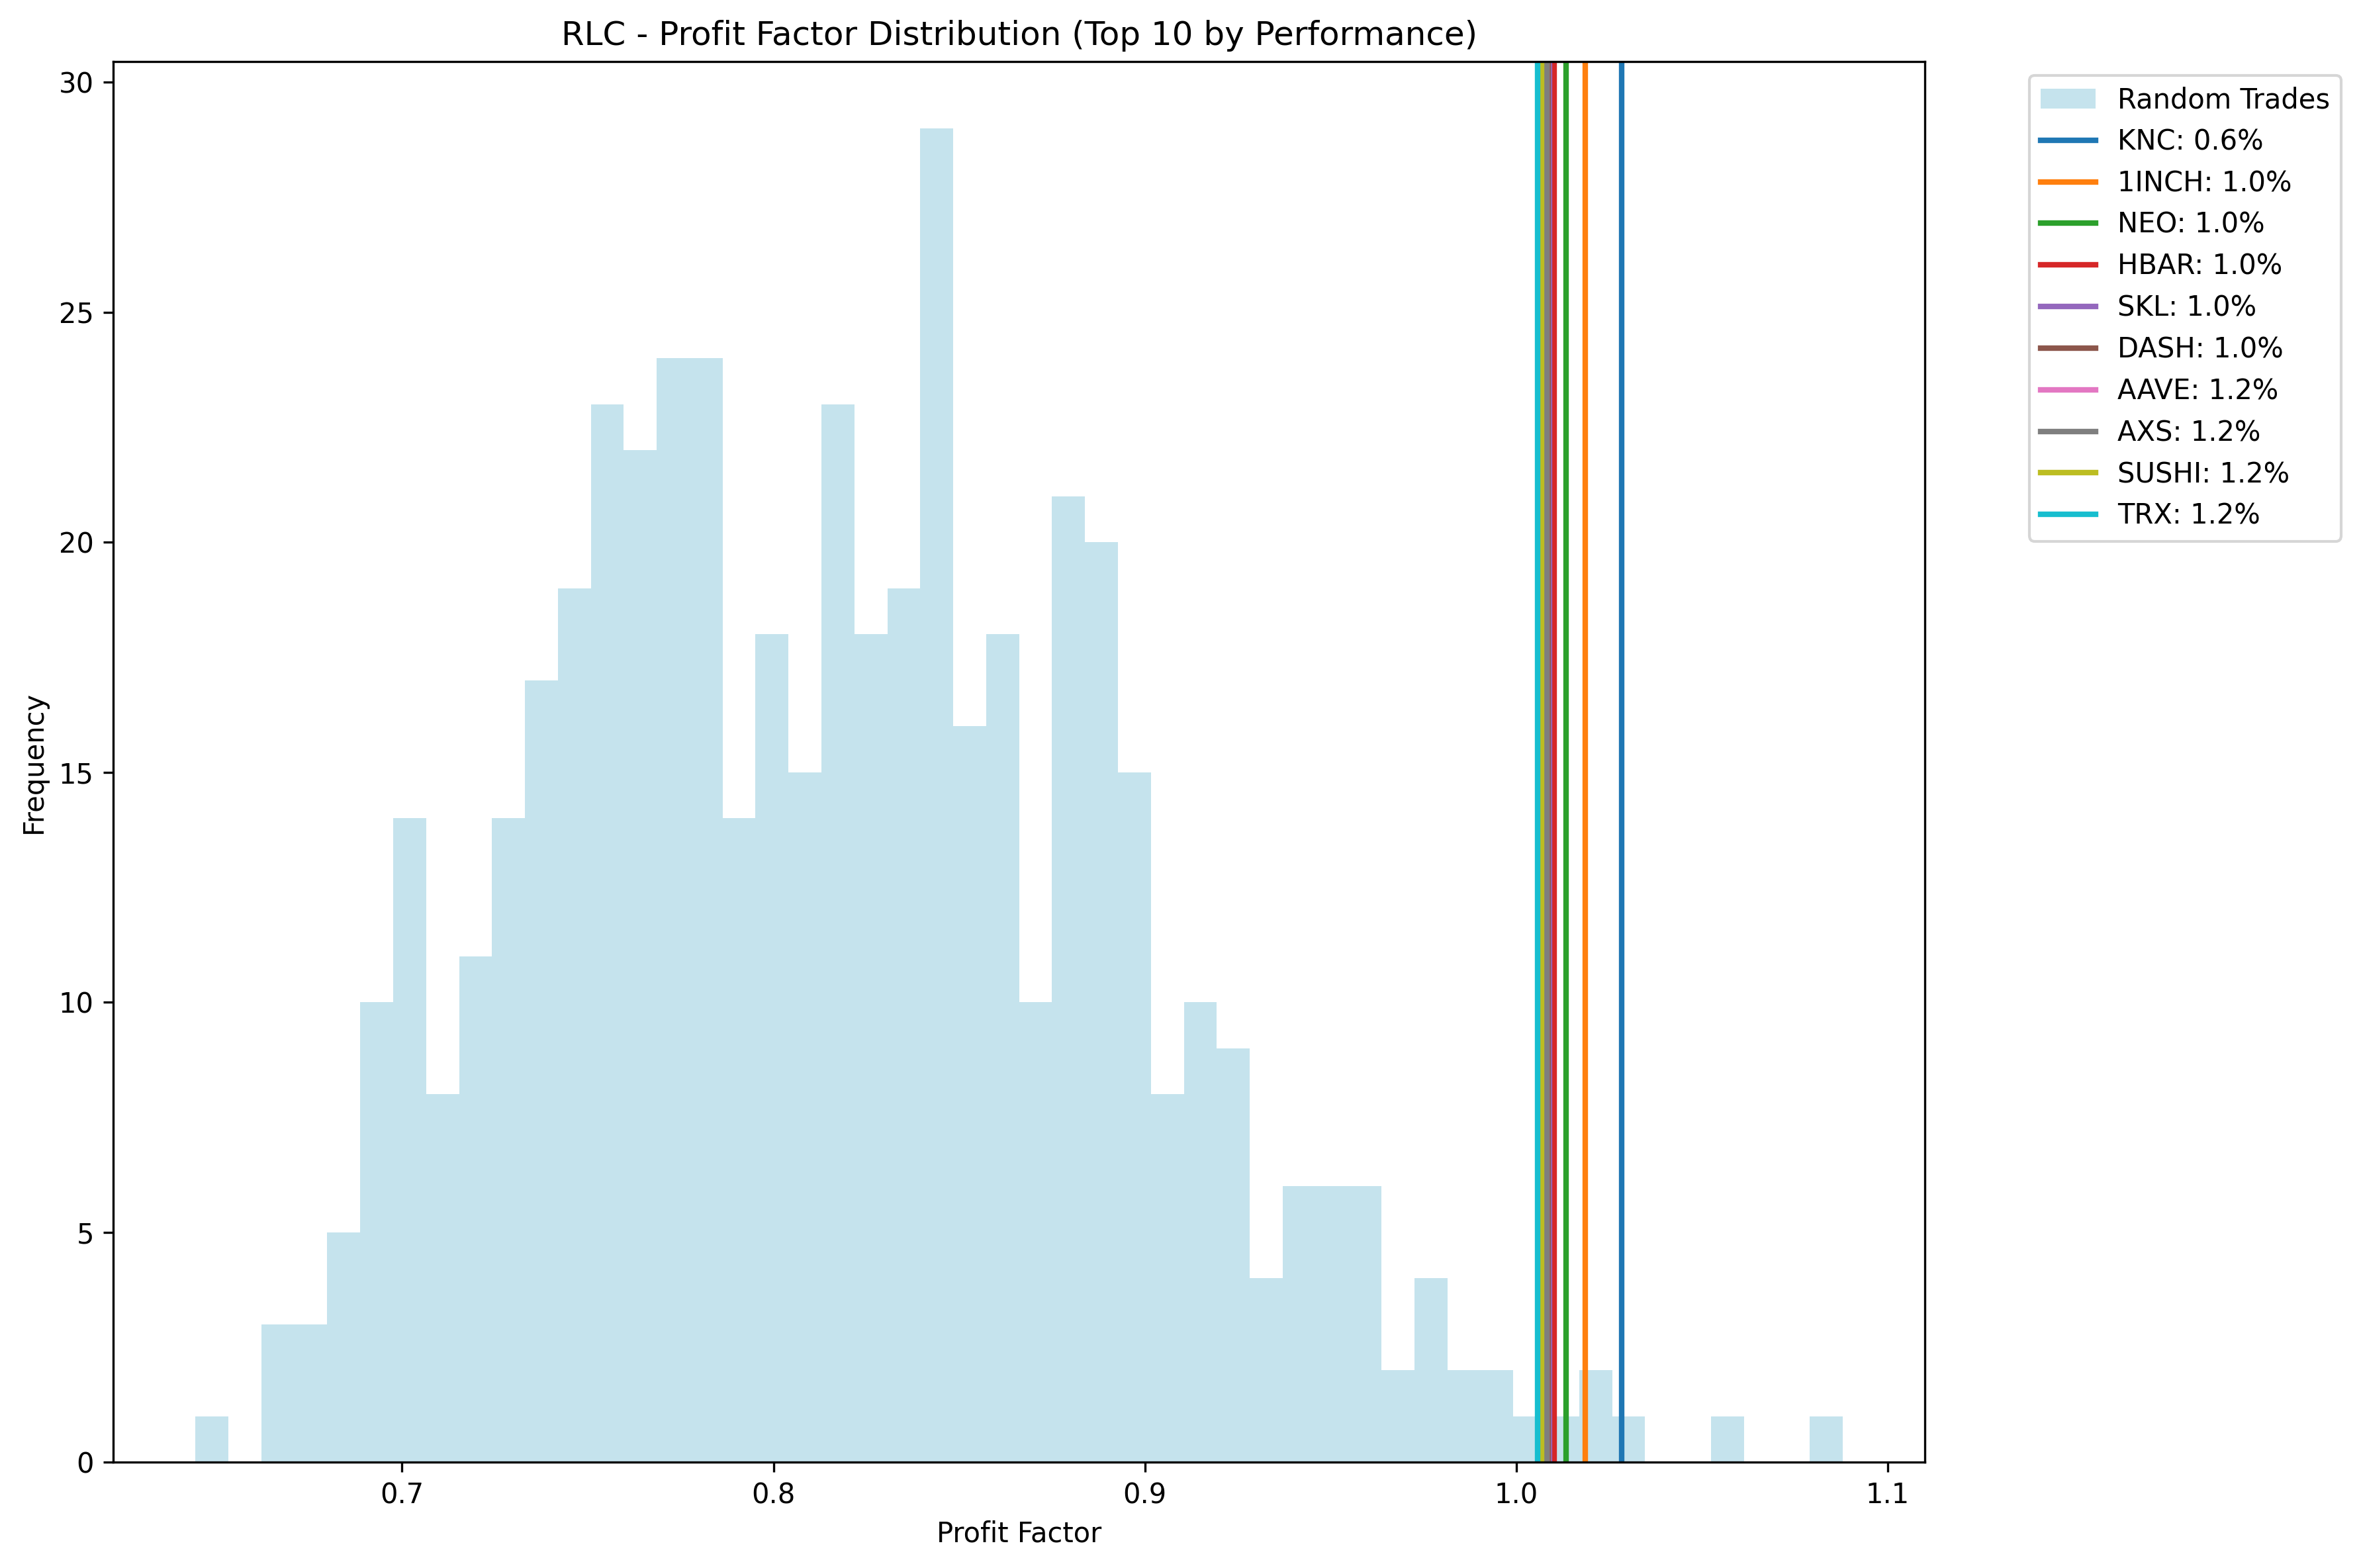 RLC - Profit Factor Distribution (Top 10 by Performance)
30
25
20
15
10
5
0
Frequency
0.7
0.8
0.9
1.0
1.1
Profit Factor
Random Trades
KNC: 0.6%
1INCH: 1.0%
NEO: 1.0%
HBAR: 1.0%
SKL: 1.0%
DASH: 1.0%
AAVE: 1.2%
AXS: 1.2%
SUSHI: 1.2%
TRX: 1.2%